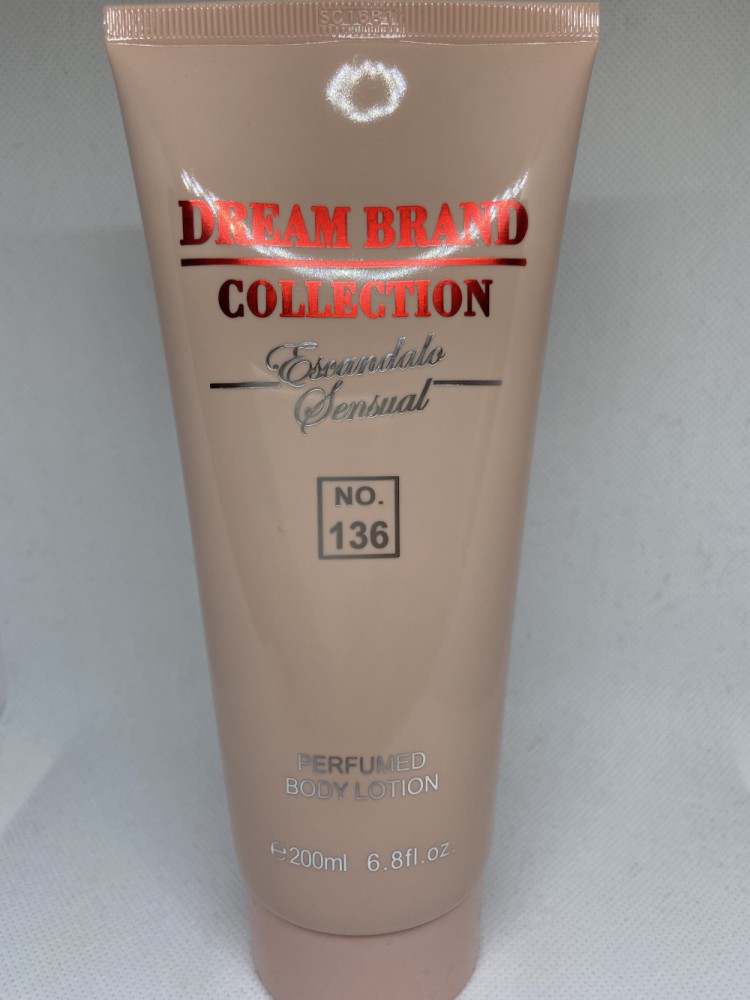 DREAM BRAND
COLLECTION
Escandalo
Sensual
NO.
136
PERFUMED
BODY LOTION
℮200ml 6.8fl.oz.